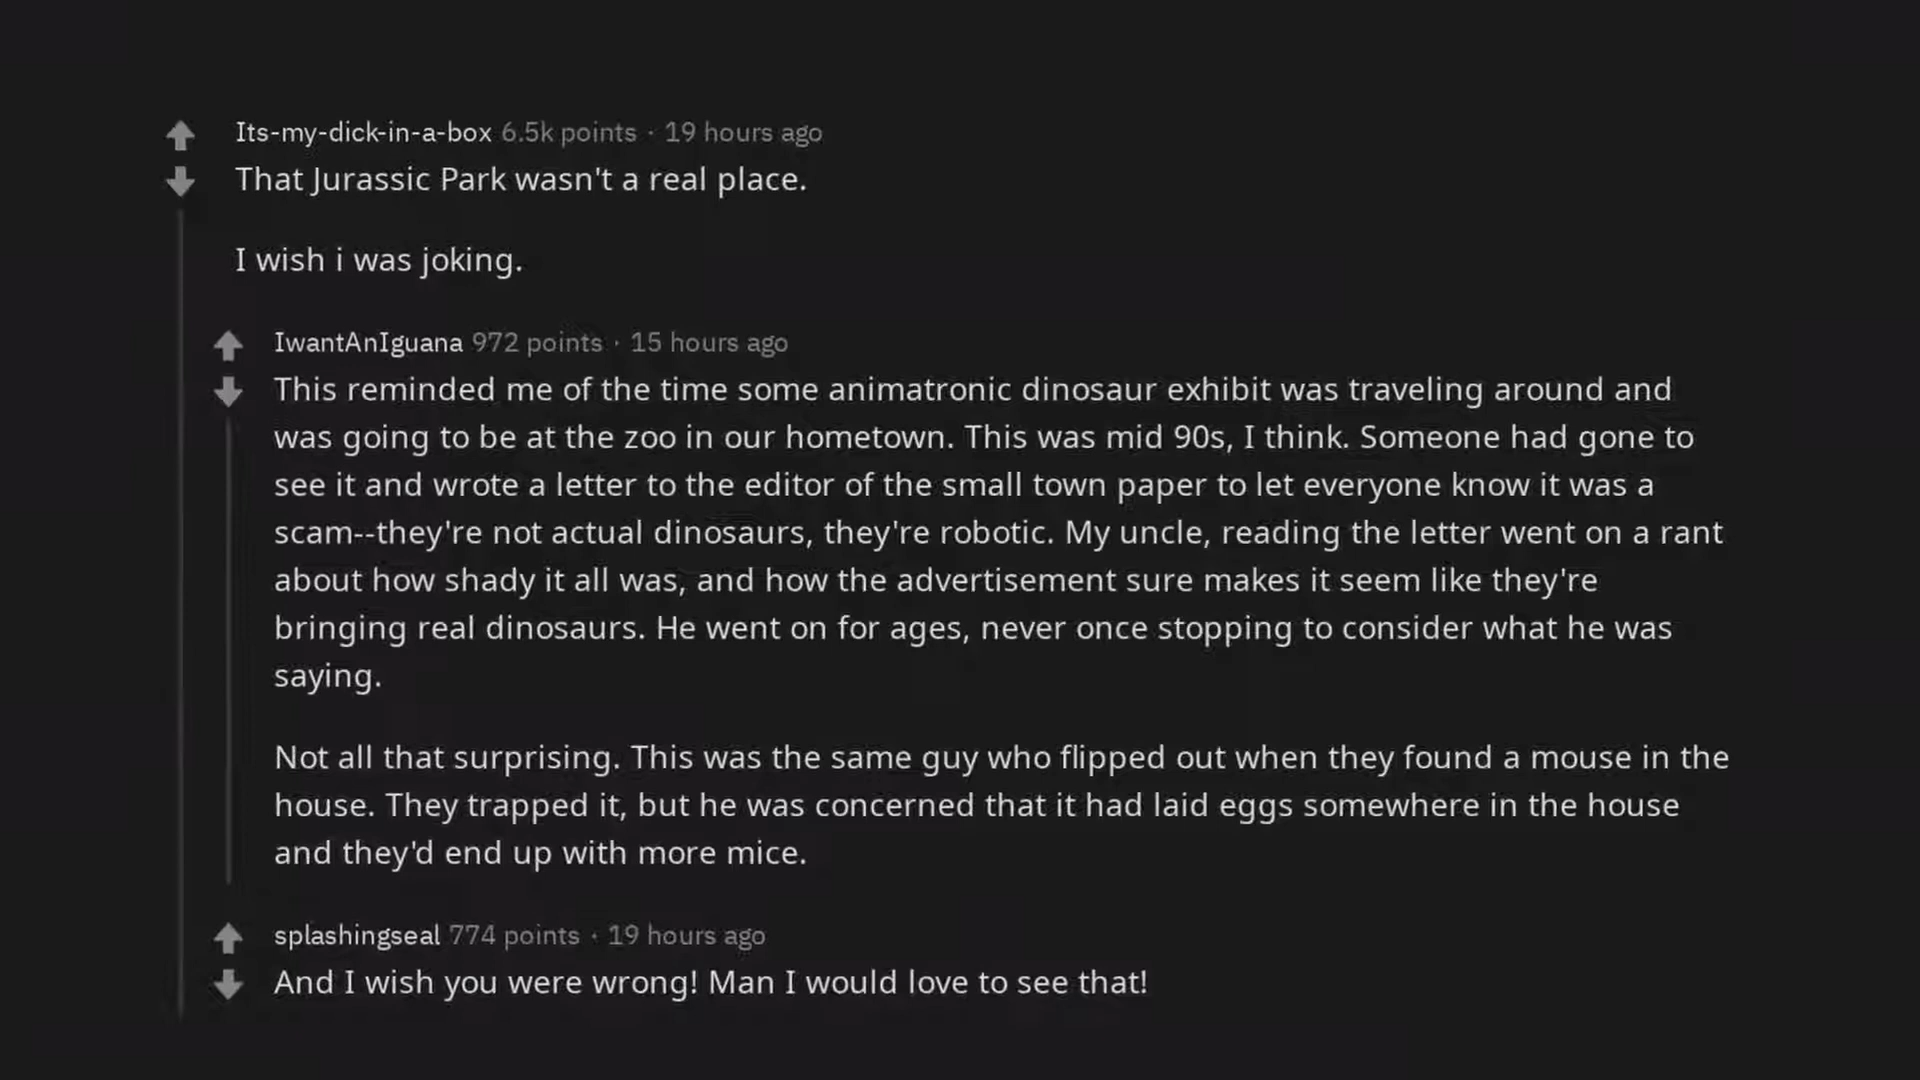 Its-my-dick-in-a-box 6.5k points · 19 hours ago
That Jurassic Park wasn't a real place.
I wish i was joking.
IwantAnIguana 972 points · 15 hours ago
This reminded me of the time some animatronic dinosaur exhibit was traveling around and
was going to be at the zoo in our hometown. This was mid 90s, I think. Someone had gone to
see it and wrote a letter to the editor of the small town paper to let everyone know it was a
scam--they're not actual dinosaurs, they're robotic. My uncle, reading the letter went on a rant
about how shady it all was, and how the advertisement sure makes it seem like they're
bringing real dinosaurs. He went on for ages, never once stopping to consider what he was
saying.
Not all that surprising. This was the same guy who flipped out when they found a mouse in the
house. They trapped it, but he was concerned that it had laid eggs somewhere in the house
and they'd end up with more mice.
splashingseal 774 points · 19 hours ago
And I wish you were wrong! Man I would love to see that!